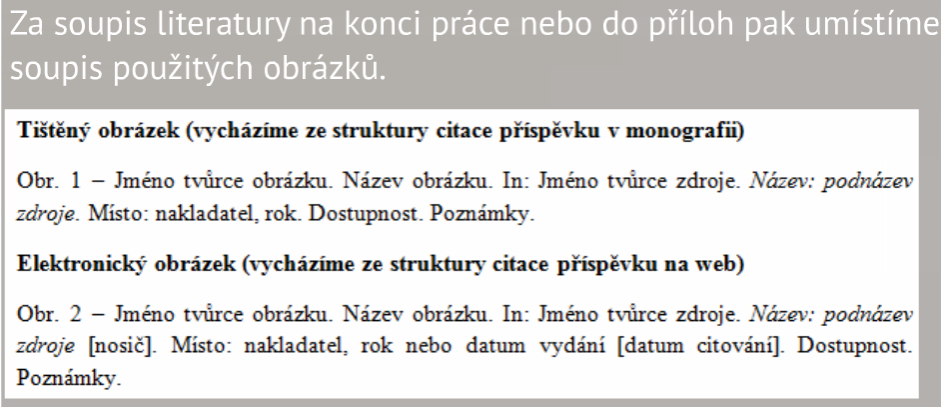 Za soupis literatury na konci práce nebo do příloh pak umístíme
soupis použitých obrázků.
Tištěný obrázek (vycházíme ze struktury citace příspěvku v monografii)
Obr. 1 – Jméno tvůrce obrázku. Název obrázku. In: Jméno tvůrce zdroje. Název: podnázev
zdroje. Místo: nakladatel, rok. Dostupnost. Poznámky.
Elektronický obrázek (vycházíme ze struktury citace příspěvku na web)
Obr. 2 – Jméno tvůrce obrázku. Název obrázku. In: Jméno tvůrce zdroje. Název: podnázev
zdroje [nosič]. Místo: nakladatel, rok nebo datum vydání [datum citování]. Dostupnost.
Poznámky.